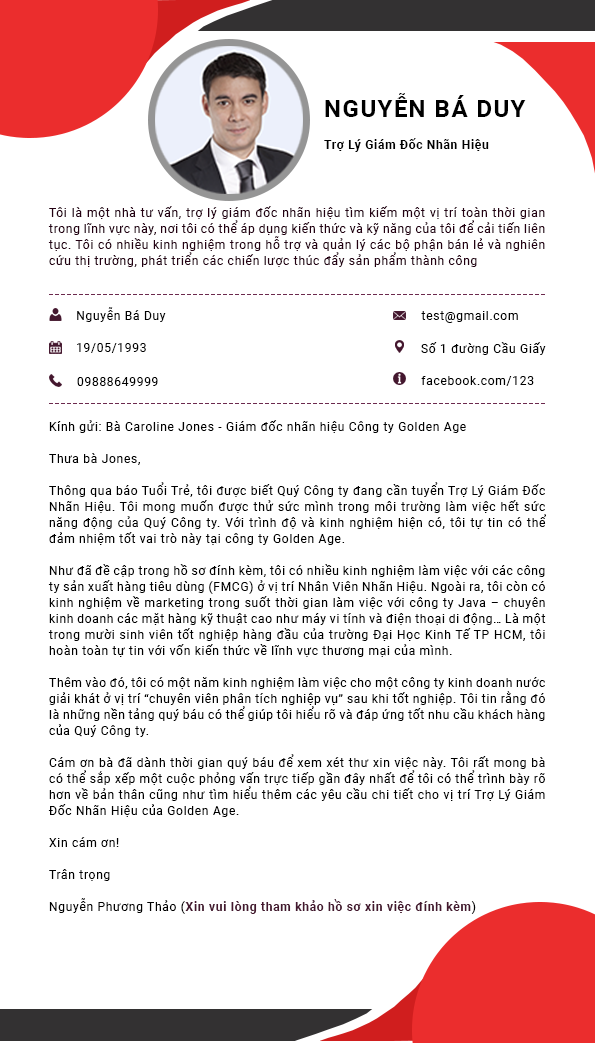 NGUYỄN BÁ DUY
Trợ Lý Giám Đốc Nhãn Hiệu
Tôi là một nhà tư vấn, trợ lý giám đốc nhãn hiệu tìm kiếm một vị trí toàn thời gian
trong lĩnh vực này, nơi tôi có thể áp dụng kiến thức và kỹ năng của tôi để cải tiến liên
tục. Tôi có nhiều kinh nghiệm trong hỗ trợ và quản lý các bộ phận bán lẻ và nghiên
cứu thị trường, phát triển các chiến lược thúc đẩy sản phẩm thành công
Nguyễn Bá Duy
test@gmail.com
19/05/1993
Số 1 đường Cầu Giấy
09888649999
facebook.com/123
Kính gửi: Bà Caroline Jones - Giám đốc nhãn hiệu Công ty Golden Age
Thưa bà Jones,
Thông qua báo Tuổi Trẻ, tôi được biết Quý Công ty đang cần tuyển Trợ Lý Giám Đốc
Nhãn Hiệu. Tôi mong muốn được thử sức mình trong môi trường làm việc hết sức
năng động của Quý Công ty. Với trình độ và kinh nghiệm hiện có, tôi tự tin có thể
đảm nhiệm tốt vai trò này tại công ty Golden Age.
Như đã đề cập trong hồ sơ đính kèm, tôi có nhiều kinh nghiệm làm việc với các công
ty sản xuất hàng tiêu dùng (FMCG) ở vị trí Nhân Viên Nhãn Hiệu. Ngoài ra, tôi còn có
kinh nghiệm về marketing trong suốt thời gian làm việc với công ty Java – chuyên
kinh doanh các mặt hàng kỹ thuật cao như máy vi tính và điện thoại di động… Là một
trong mười sinh viên tốt nghiệp hàng đầu của trường Đại Học Kinh Tế TP HCM, tôi
hoàn toàn tự tin với vốn kiến thức về lĩnh vực thương mại của mình.
Thêm vào đó, tôi có một năm kinh nghiệm làm việc cho một công ty kinh doanh nước
giải khát ở vị trí “chuyên viên phân tích nghiệp vụ“ sau khi tốt nghiệp. Tôi tin rằng đó
là những nền tảng quý báu có thể giúp tôi hiểu rõ và đáp ứng tốt nhu cầu khách hàng
của Quý Công ty.
Cám ơn bà đã dành thời gian quý báu để xem xét thư xin việc này. Tôi rất mong bà
có thể sắp xếp một cuộc phỏng vấn trực tiếp gần đây nhất để tôi có thể trình bày rõ
hơn về bản thân cũng như tìm hiểu thêm các yêu cầu chi tiết cho vị trí Trợ Lý Giám
Đốc Nhãn Hiệu của Golden Age.
Xin cám ơn!
Trân trọng
Nguyễn Phương Thảo (Xin vui lòng tham khảo hồ sơ xin việc đính kèm)